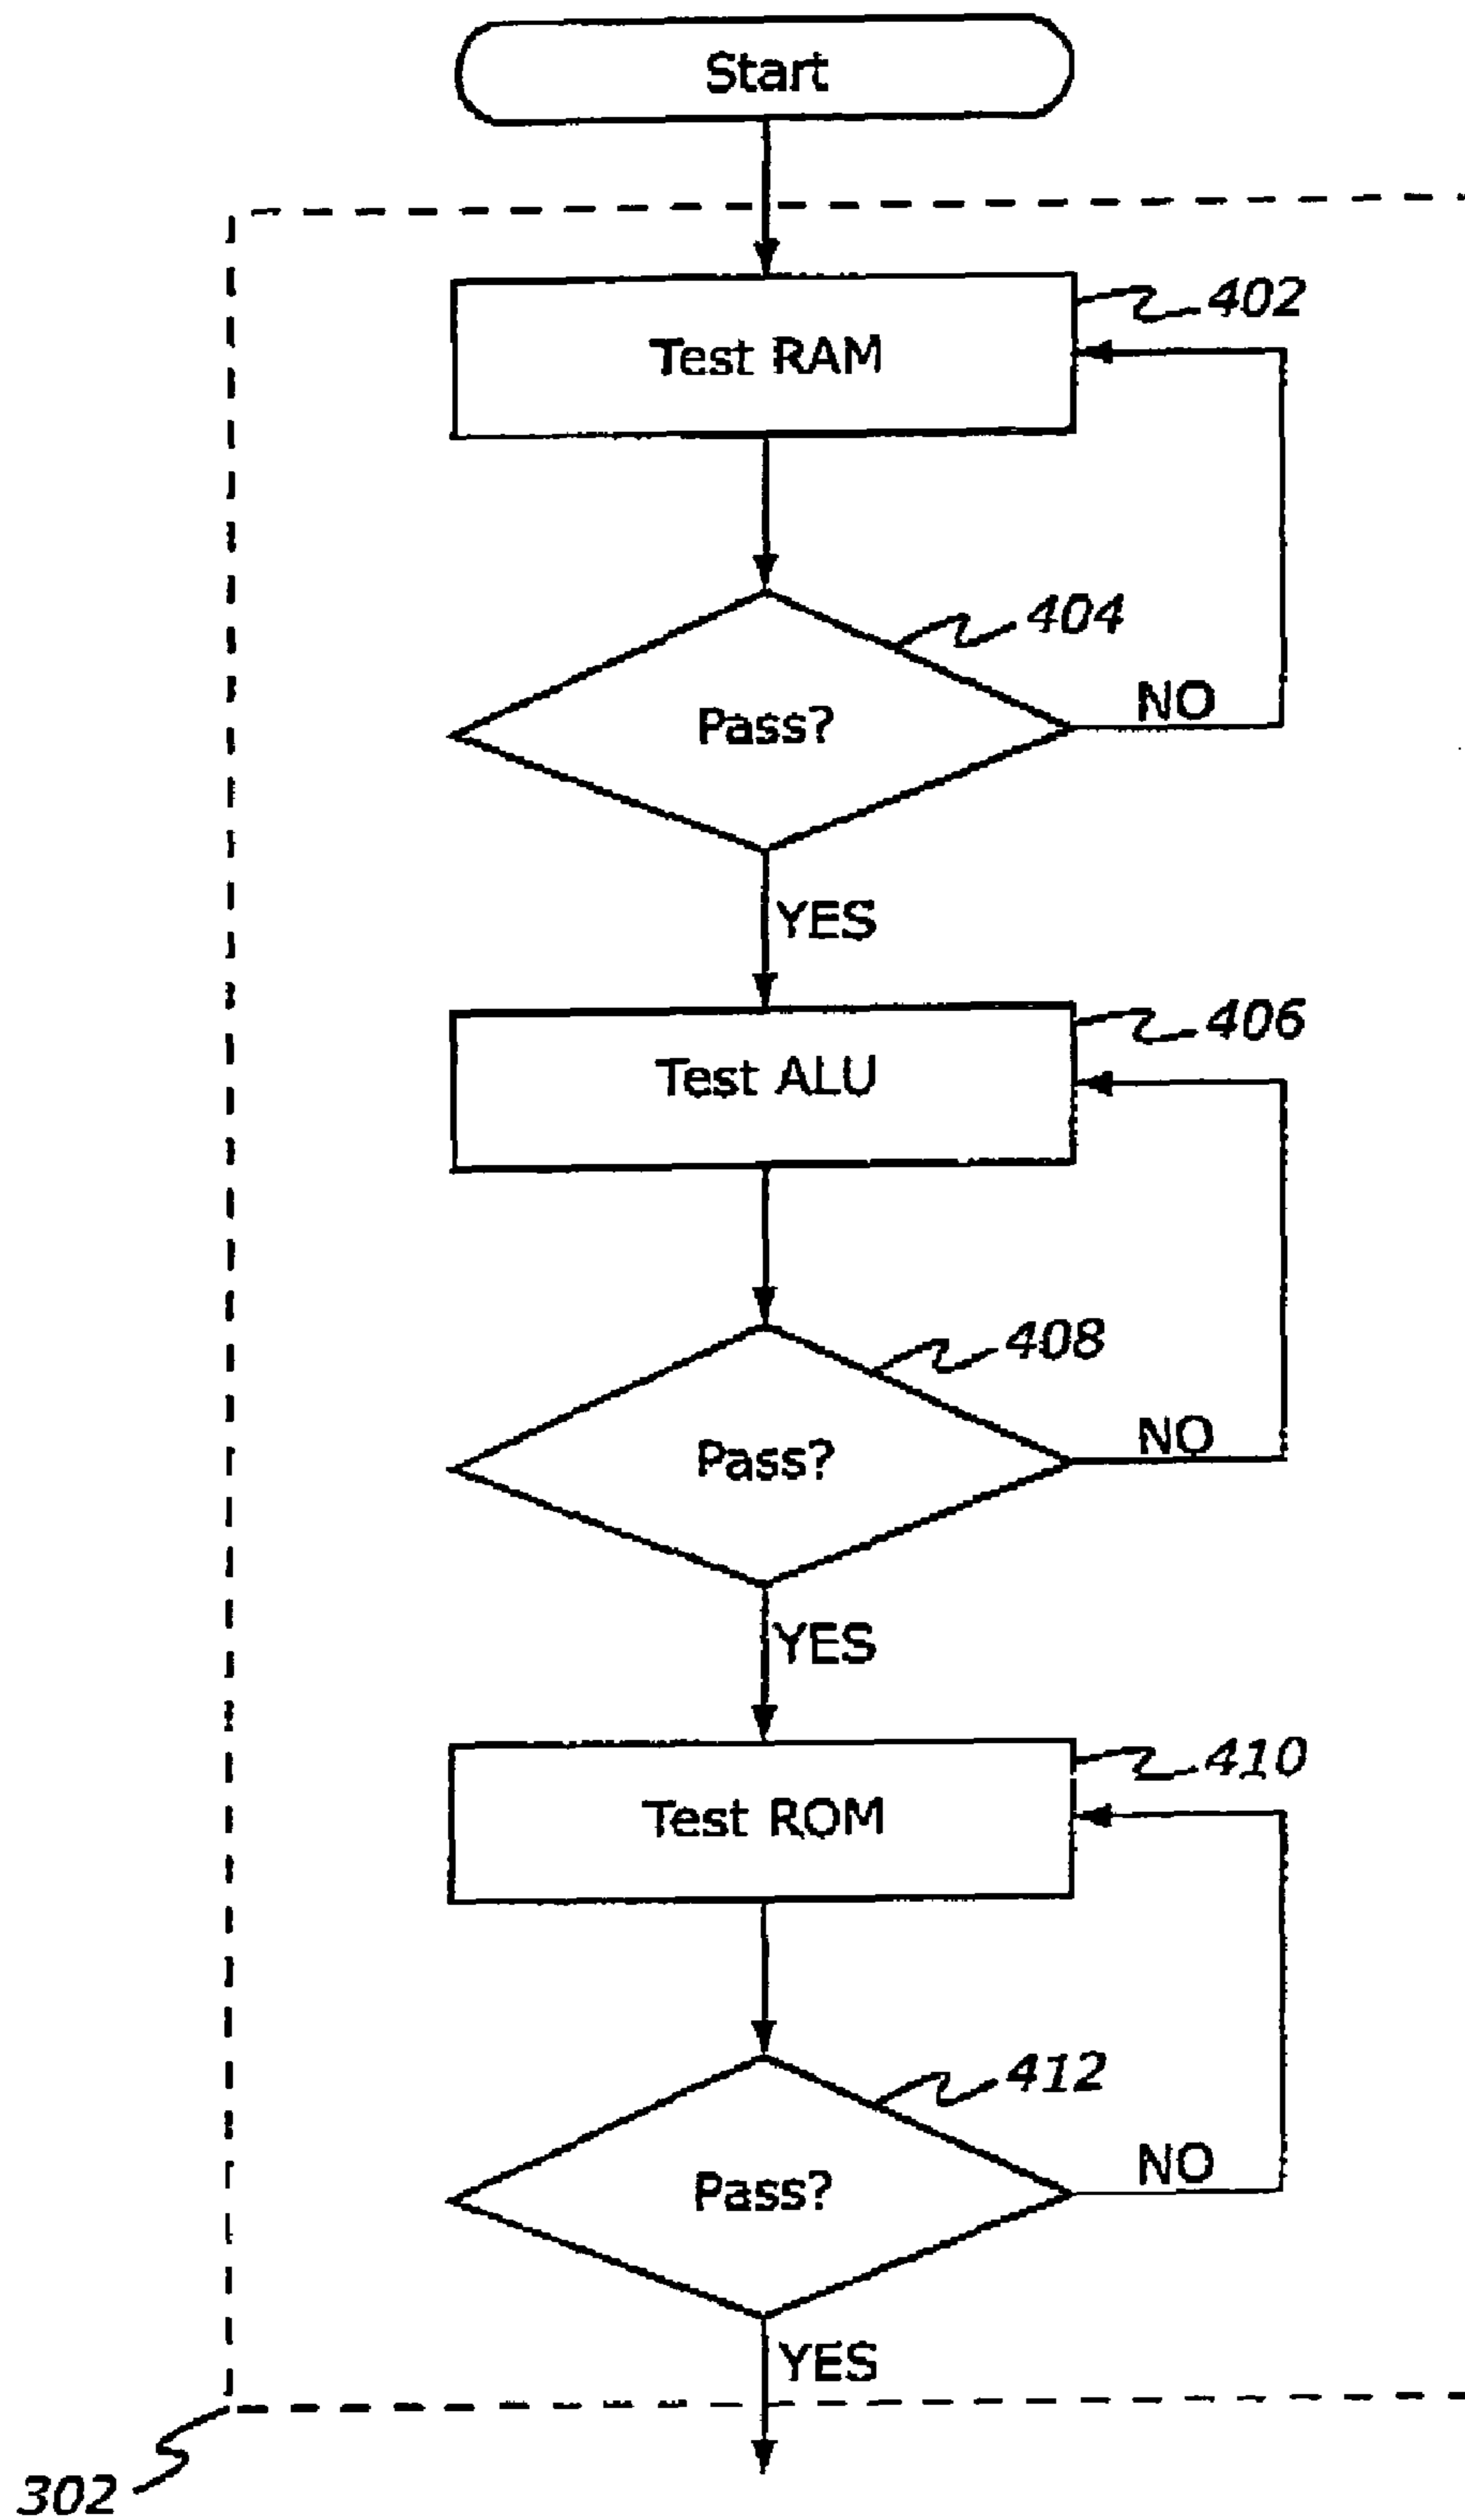 Start
402
Test RAM
404
NO
Pass?
YES
406
Test ALU
408
NO
Pass?
YES
410
Test ROM
412
NO
Pass?
YES
302